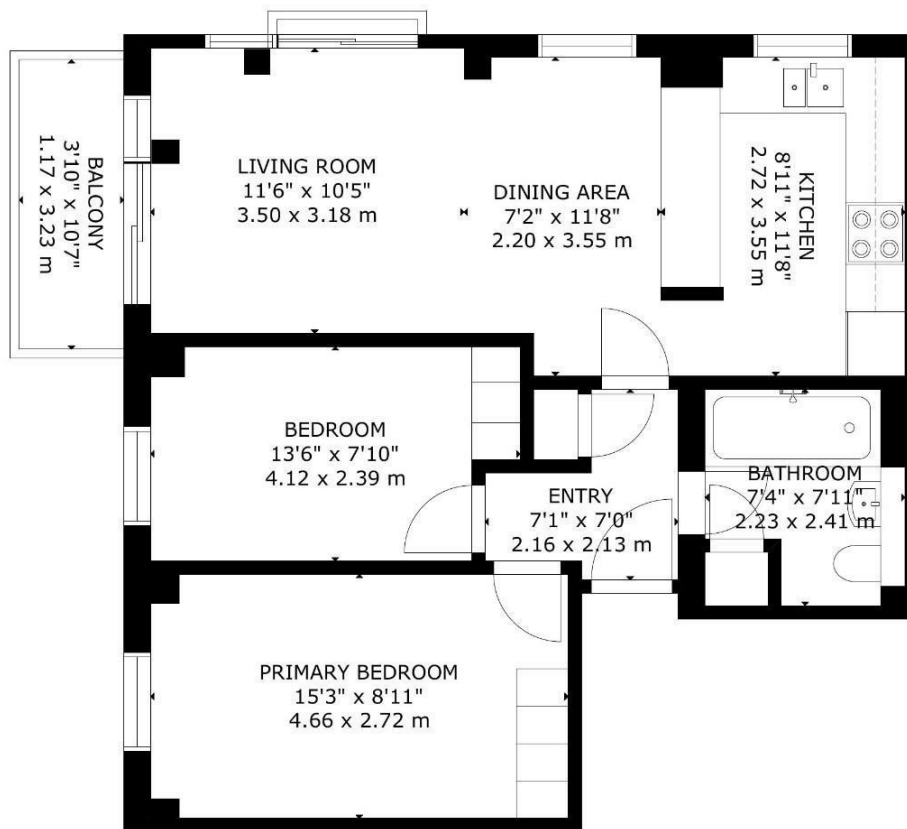 BALCONY
3'10" x 10'7"
1.17 x 3.23 m
LIVING ROOM
11'6" x 10'5"
3.50 x 3.18 m
DINING AREA
7'2" x 11'8"
2.20 x 3.55 m
KITCHEN
8'11" x 11'8"
2.72 x 3.55 m
BEDROOM
13'6" x 7'10"
4.12 x 2.39 m
ENTRY
7'1" x 7'0"
2.16 x 2.13 m
BATHROOM
7'4" x 7'11"
2.23 x 2.41 m
PRIMARY BEDROOM
15'3" x 8'11"
4.66 x 2.72 m